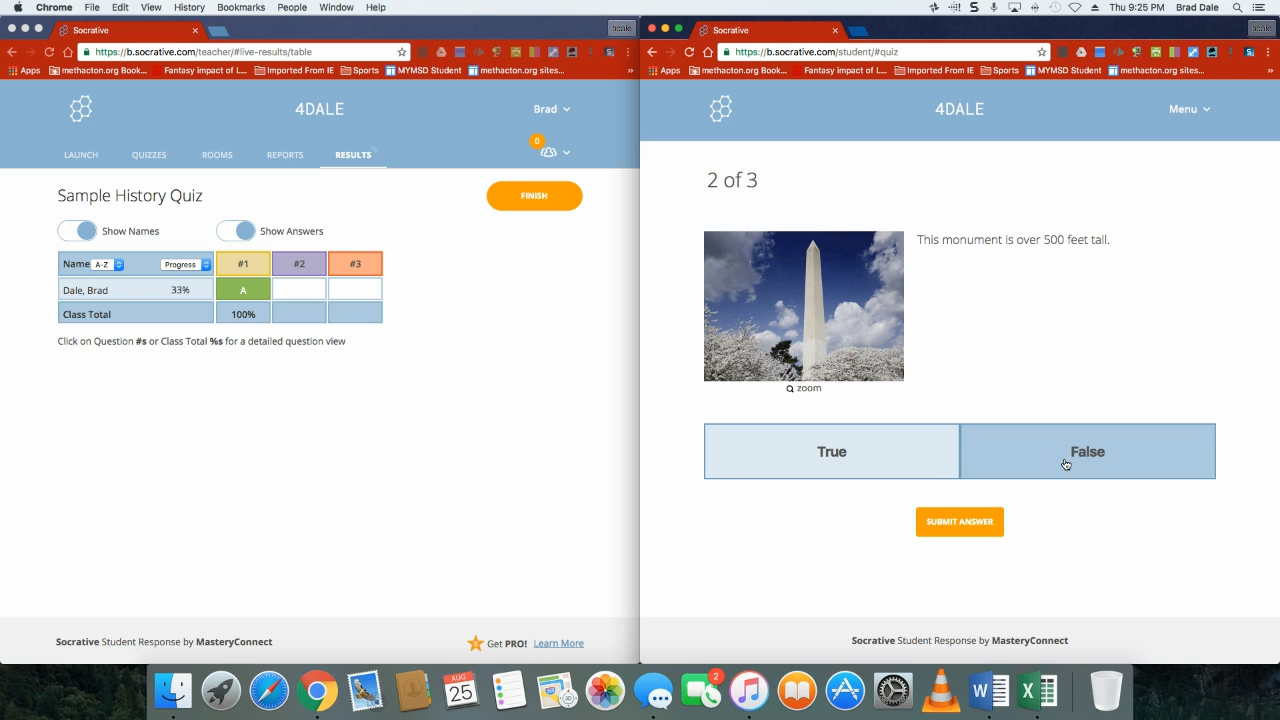 Chrome File Edit View History Bookmarks People Window Help
Thu 9:25 PM Brad Dale
Socrative
https://b.socrative.com/teacher/#live-results/table
Apps methacton.org Book... Fantasy impact of l... Imported From IE Sports MYMSD Student methacton.org sites... »
4DALE
Brad
0
LAUNCH QUIZZES ROOMS REPORTS RESULTS
Sample History Quiz
FINISH
Show Names Show Answers
Name A-Z Progress #1 #2 #3
Dale, Brad 33% A
Class Total 100%
Click on Question #s or Class Total %s for a detailed question view
Socrative Student Response by MasteryConnect
Get PRO! Learn More
Socrative
https://b.socrative.com/student/#quiz
Apps methacton.org Book... Fantasy impact of l... Imported From IE Sports MYMSD Student methacton.org sites... »
4DALE
Menu
2 of 3
This monument is over 500 feet tall.
zoom
True False
SUBMIT ANSWER
Socrative Student Response by MasteryConnect
AUG
25
2